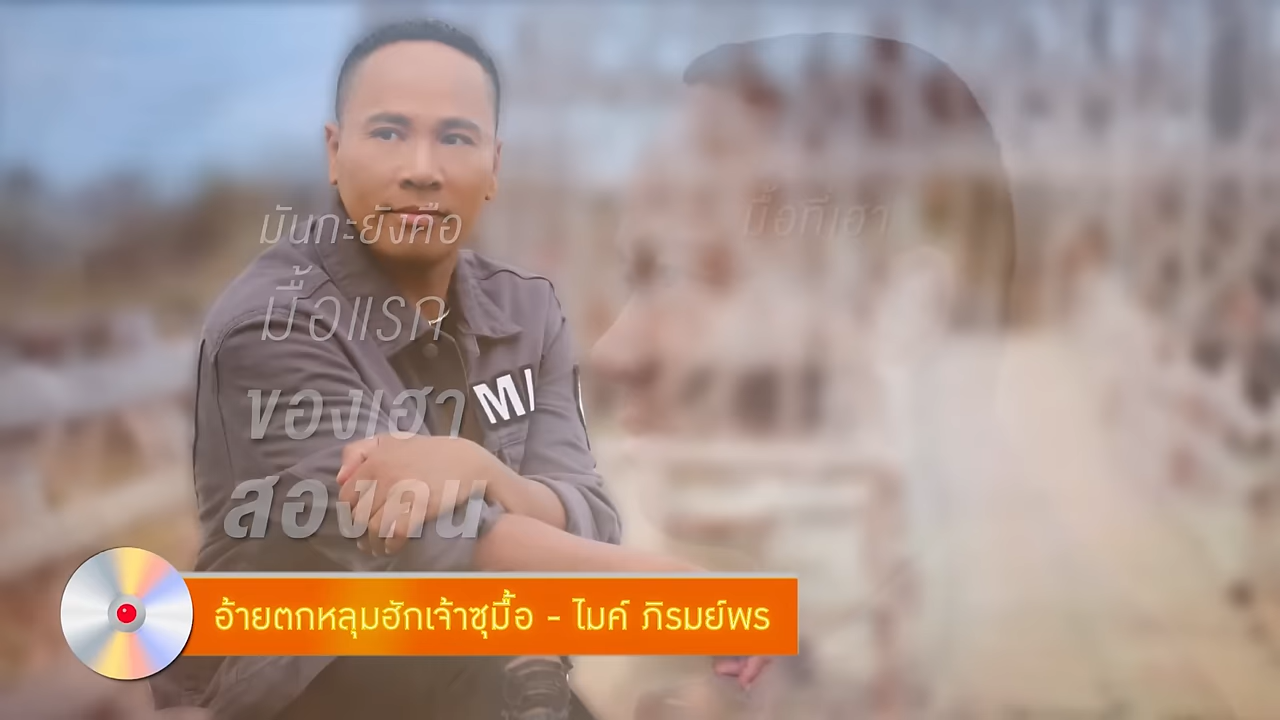 มันกะยังคือ
มื้อแรก
ของเฮา
สองคน
มื้อที่เฮา
MI
อ้ายตกหลุมฮักเจ้าซุมื้อ - ไมค์ ภิรมย์พร